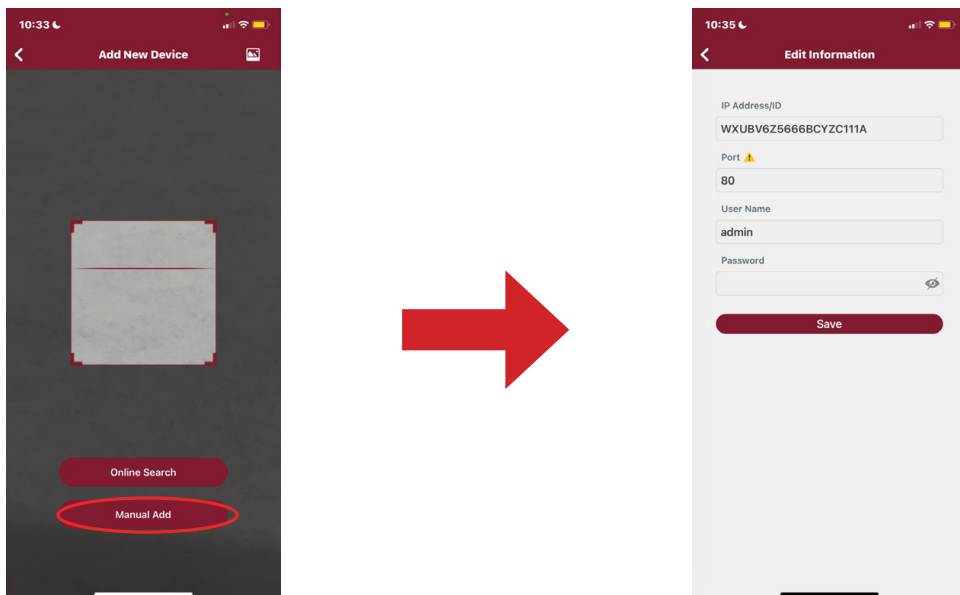 10:33
Add New Device
Online Search
Manual Add
10:35
Edit Information
IP Address/ID
WXUBV6Z5666BCYZC111A
Port
80
User Name
admin
Password
Save